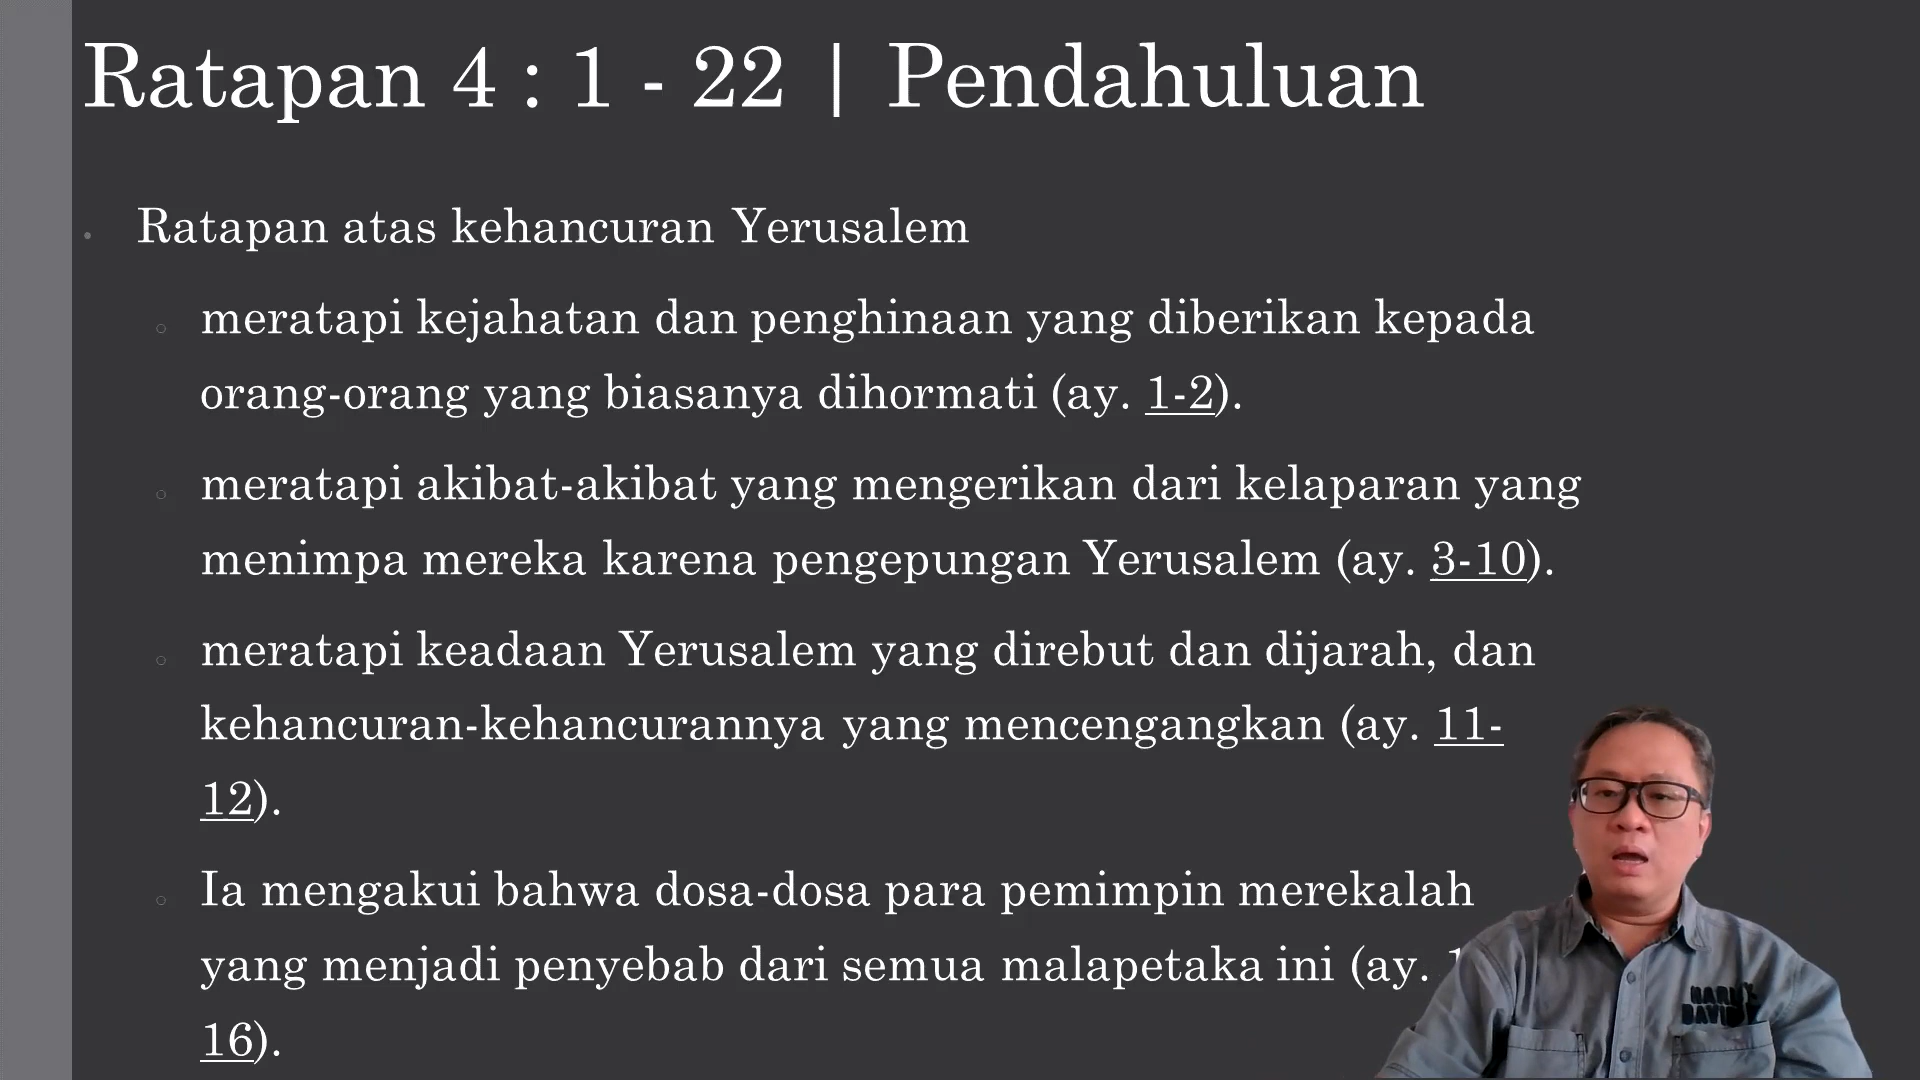 Ratapan 4 : 1 - 22 | Pendahuluan
Ratapan atas kehancuran Yerusalem
meratapi kejahatan dan penghinaan yang diberikan kepada
orang-orang yang biasanya dihormati (ay. 1-2).
meratapi akibat-akibat yang mengerikan dari kelaparan yang
menimpa mereka karena pengepungan Yerusalem (ay. 3-10).
meratapi keadaan Yerusalem yang direbut dan dijarah, dan
kehancuran-kehancurannya yang mencengangkan (ay. 11-
12).
Ia mengakui bahwa dosa-dosa para pemimpin merekalah
yang menjadi penyebab dari semua malapetaka ini (ay.
16).